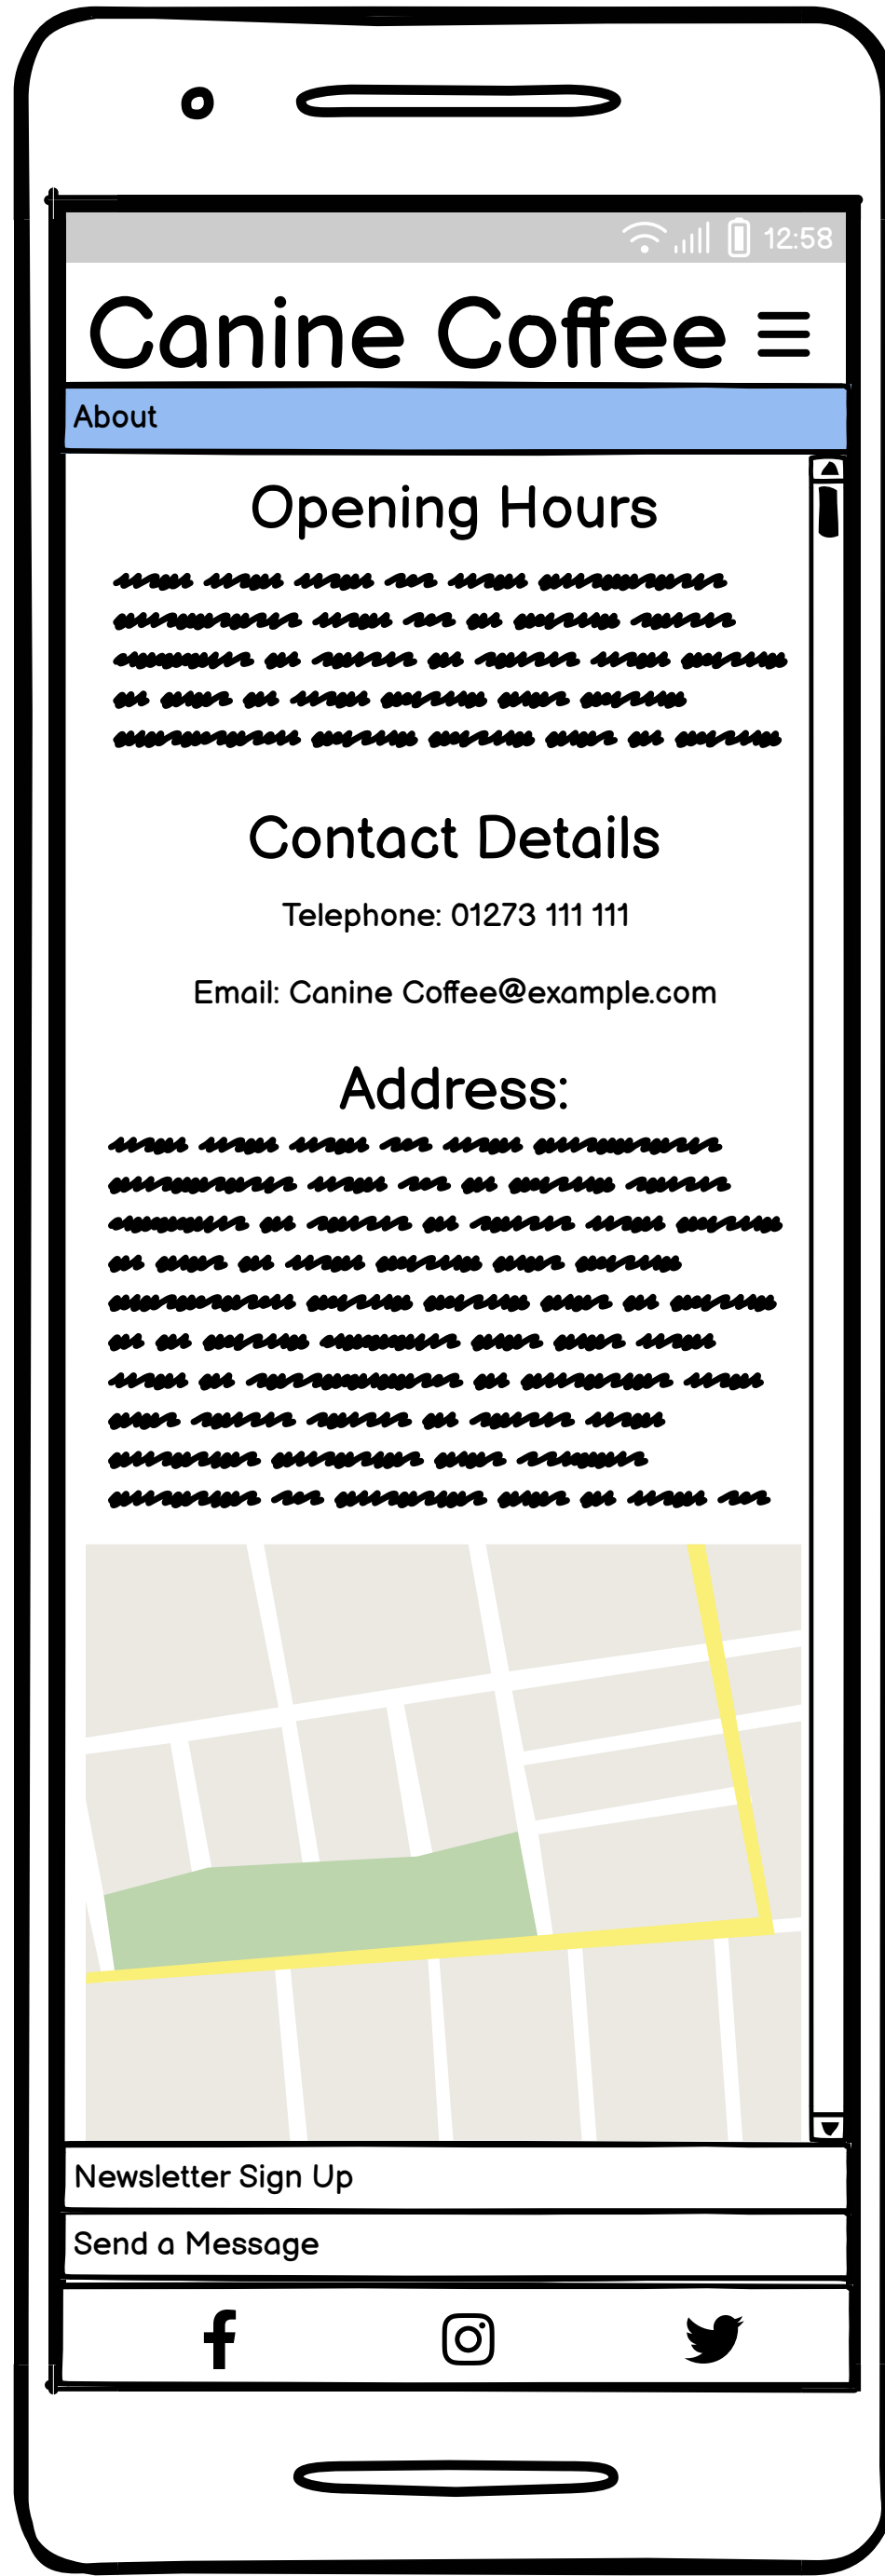 12:58
Canine Coffee
About
Opening Hours
Contact Details
Telephone: 01273 111 111
Email: Canine Coffee@example.com
Address:
Newsletter Sign Up
Send a Message